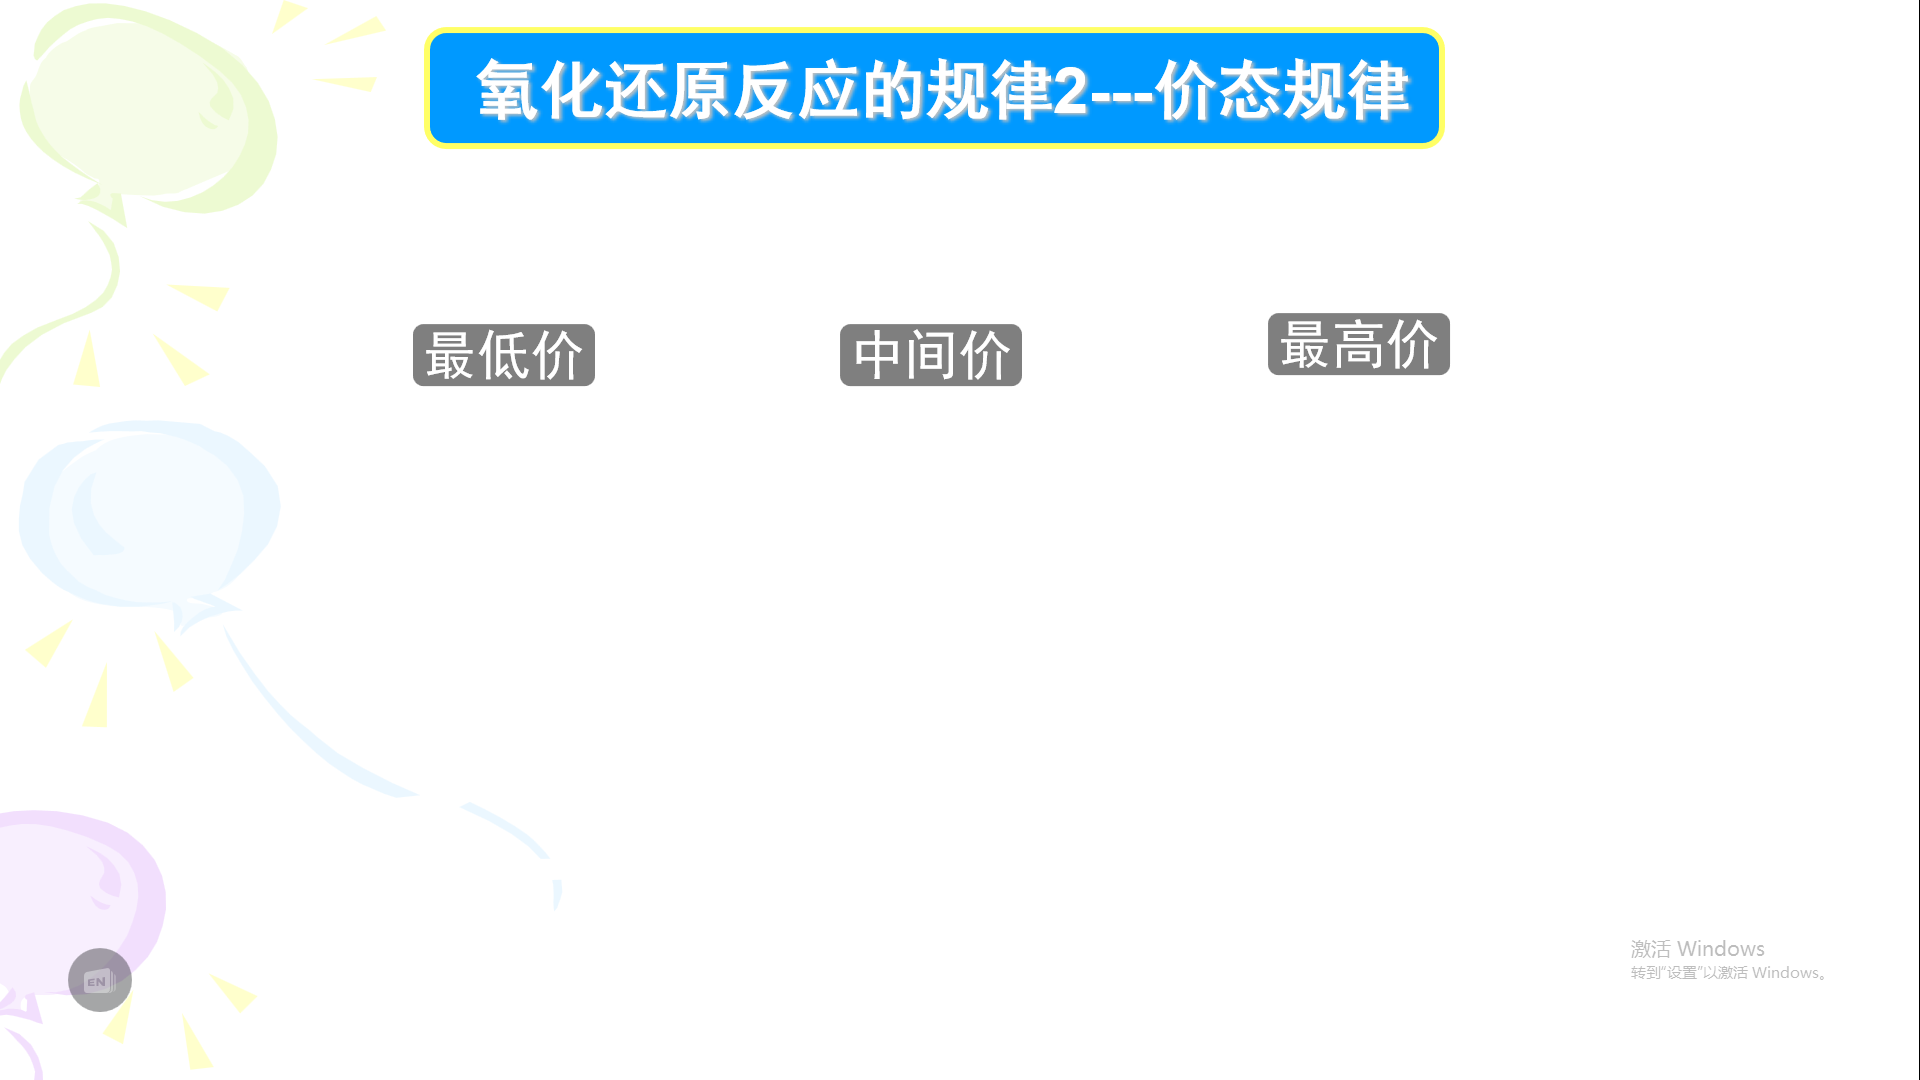 氧化还原反应的规律2---价态规律
最低价
中间价
最高价
EN
激活 Windows
转到“设置”以激活 Windows。